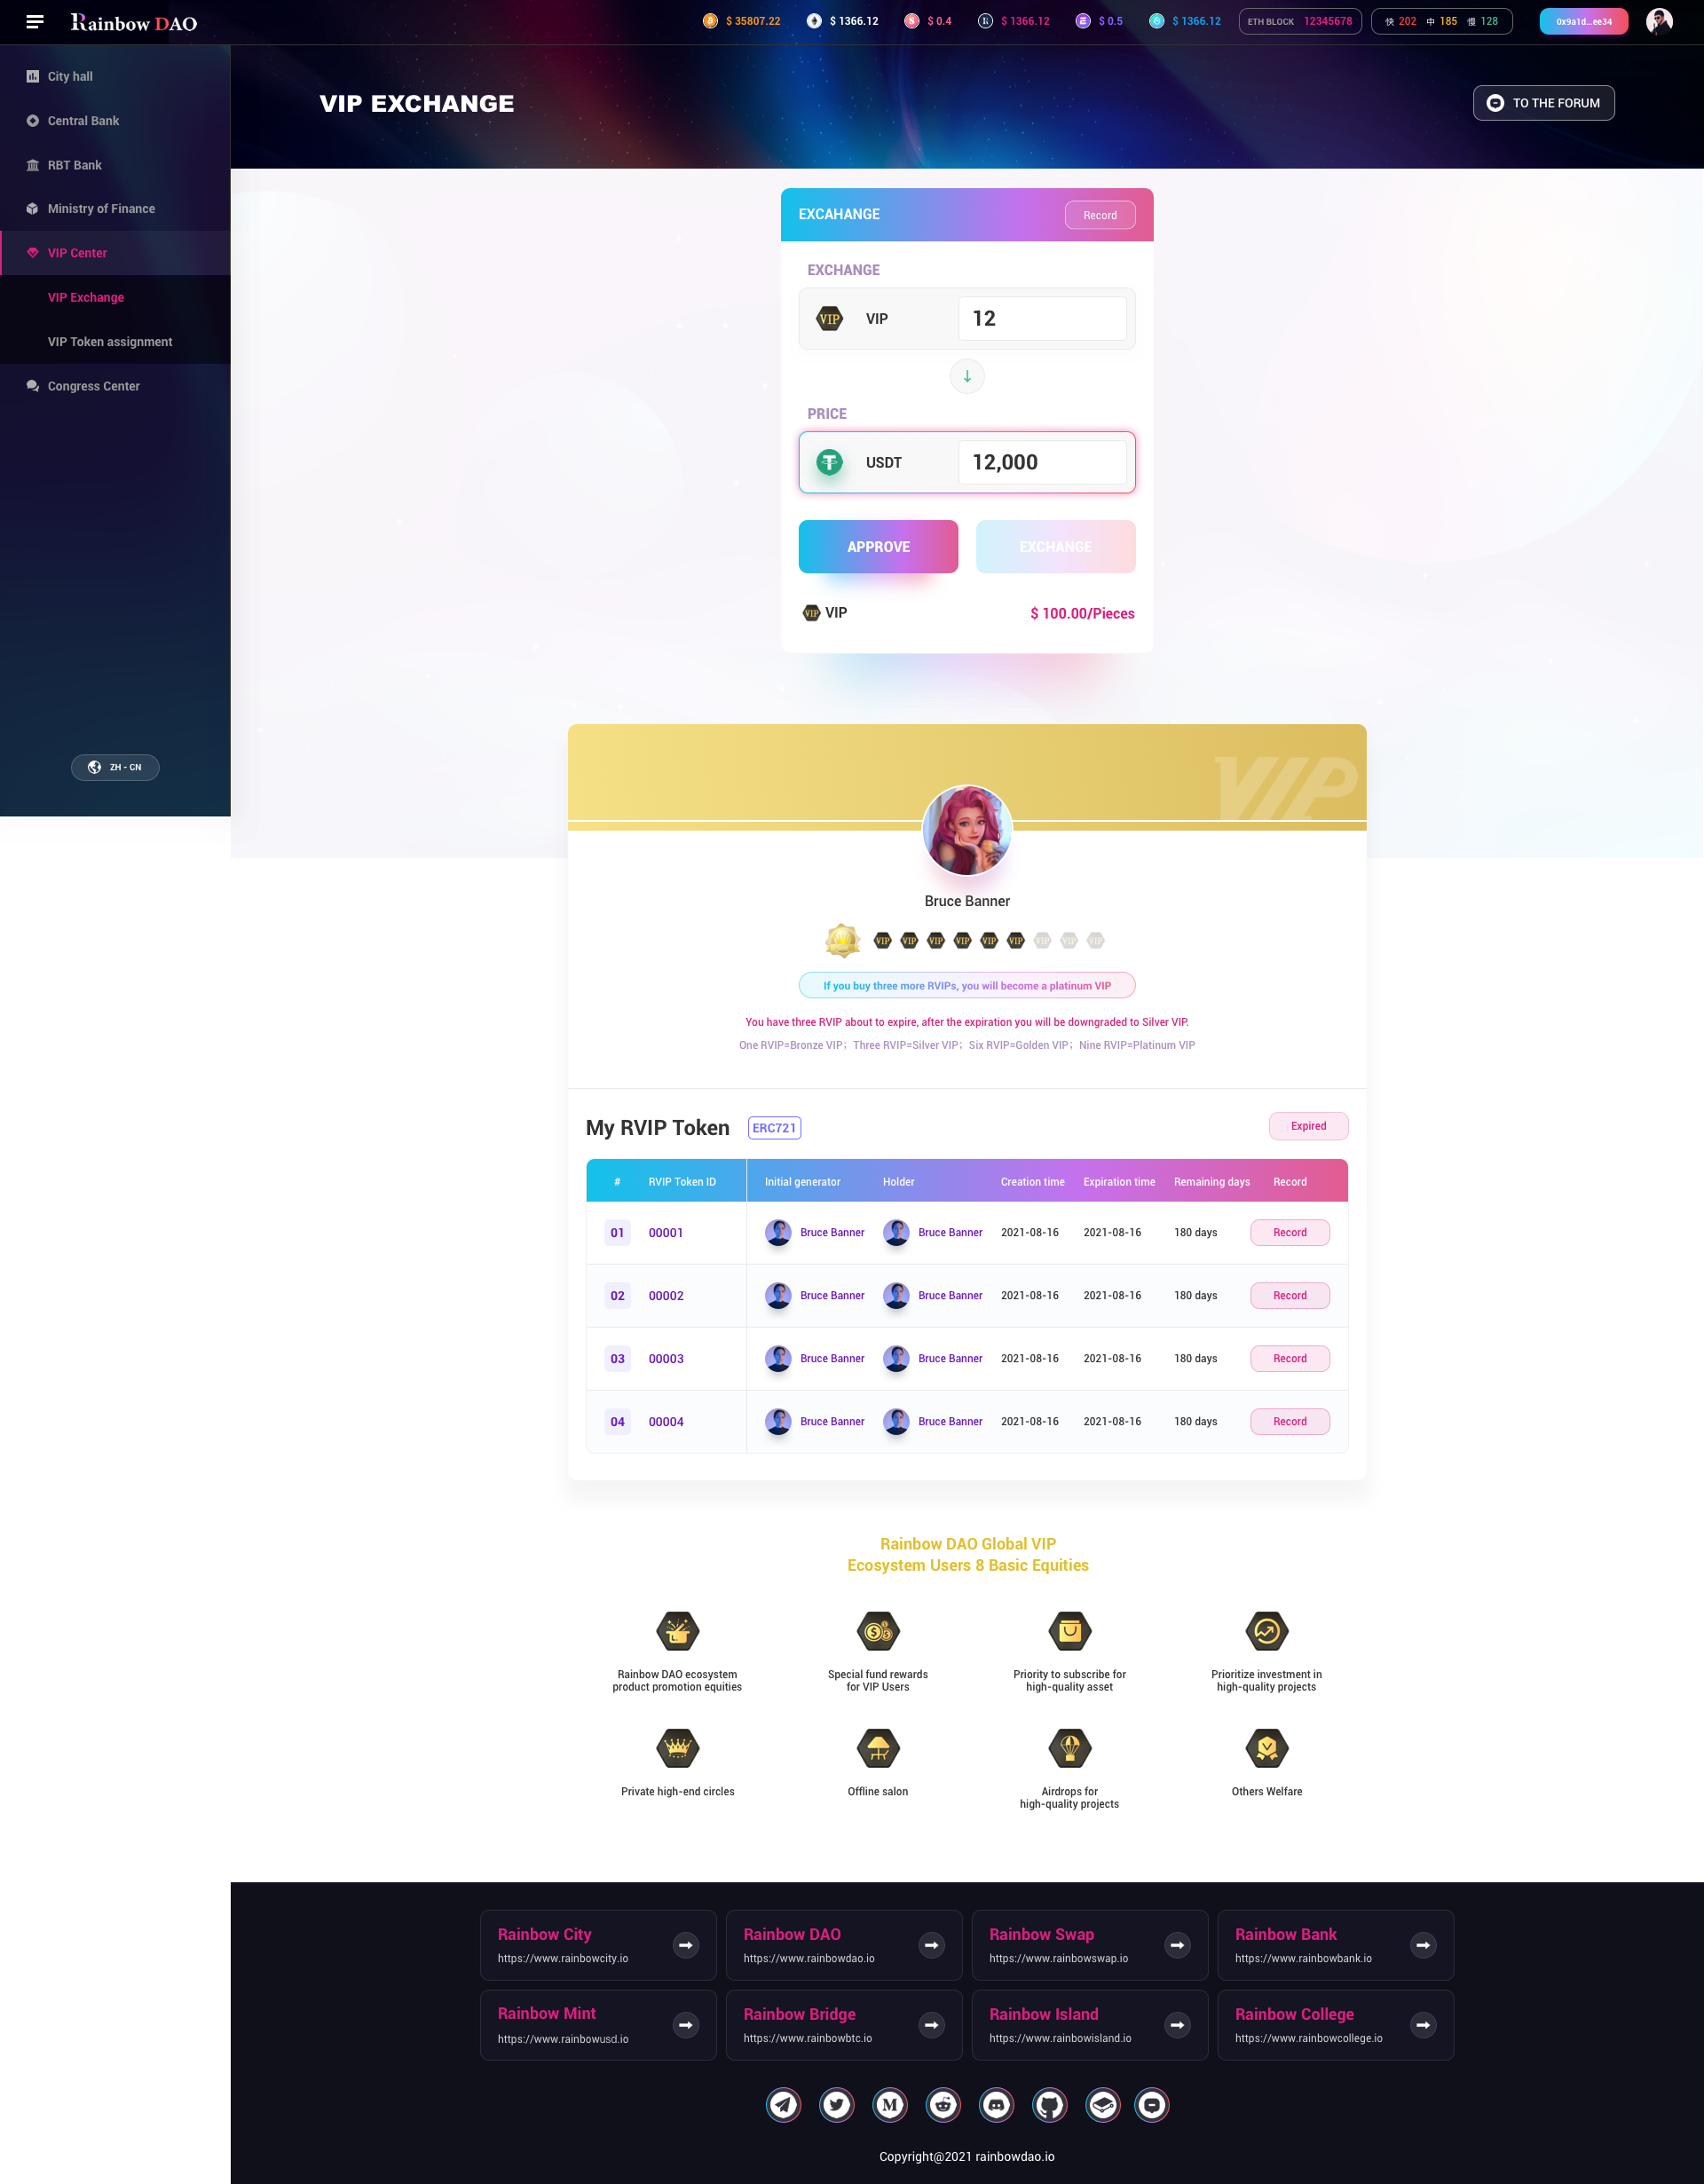 Rainbow DAO
$ 35807.22
$ 1366.12
$ 0.4
$ 1366.12
$ 0.5
$ 1366.12
ETH BLOCK 12345678
快 202 中 185 慢 128
0x9a1d...ee34
City hall
Central Bank
RBT Bank
Ministry of Finance
VIP Center
VIP Exchange
VIP Token assignment
Congress Center
ZH - CN
VIP EXCHANGE
TO THE FORUM
EXCAHANGE
Record
EXCHANGE
VIP VIP 12
PRICE
USDT 12,000
APPROVE EXCHANGE
VIP VIP $ 100.00/Pieces
VIP
Bruce Banner
VIP VIP VIP VIP VIP VIP VIP VIP VIP
If you buy three more RVIPs, you will become a platinum VIP
You have three RVIP about to expire, after the expiration you will be downgraded to Silver VIP.
One RVIP=Bronze VIP；Three RVIP=Silver VIP；Six RVIP=Golden VIP；Nine RVIP=Platinum VIP
My RVIP Token ERC721 Expired
# RVIP Token ID Initial generator Holder Creation time Expiration time Remaining days Record
01 00001 Bruce Banner Bruce Banner 2021-08-16 2021-08-16 180 days Record
02 00002 Bruce Banner Bruce Banner 2021-08-16 2021-08-16 180 days Record
03 00003 Bruce Banner Bruce Banner 2021-08-16 2021-08-16 180 days Record
04 00004 Bruce Banner Bruce Banner 2021-08-16 2021-08-16 180 days Record
Rainbow DAO Global VIP
Ecosystem Users 8 Basic Equities
Rainbow DAO ecosystem
product promotion equities
Special fund rewards
for VIP Users
Priority to subscribe for
high-quality asset
Prioritize investment in
high-quality projects
Private high-end circles
Offline salon
Airdrops for
high-quality projects
Others Welfare
Rainbow City
https://www.rainbowcity.io
Rainbow DAO
https://www.rainbowdao.io
Rainbow Swap
https://www.rainbowswap.io
Rainbow Bank
https://www.rainbowbank.io
Rainbow Mint
https://www.rainbowusd.io
Rainbow Bridge
https://www.rainbowbtc.io
Rainbow Island
https://www.rainbowisland.io
Rainbow College
https://www.rainbowcollege.io
Copyright@2021 rainbowdao.io